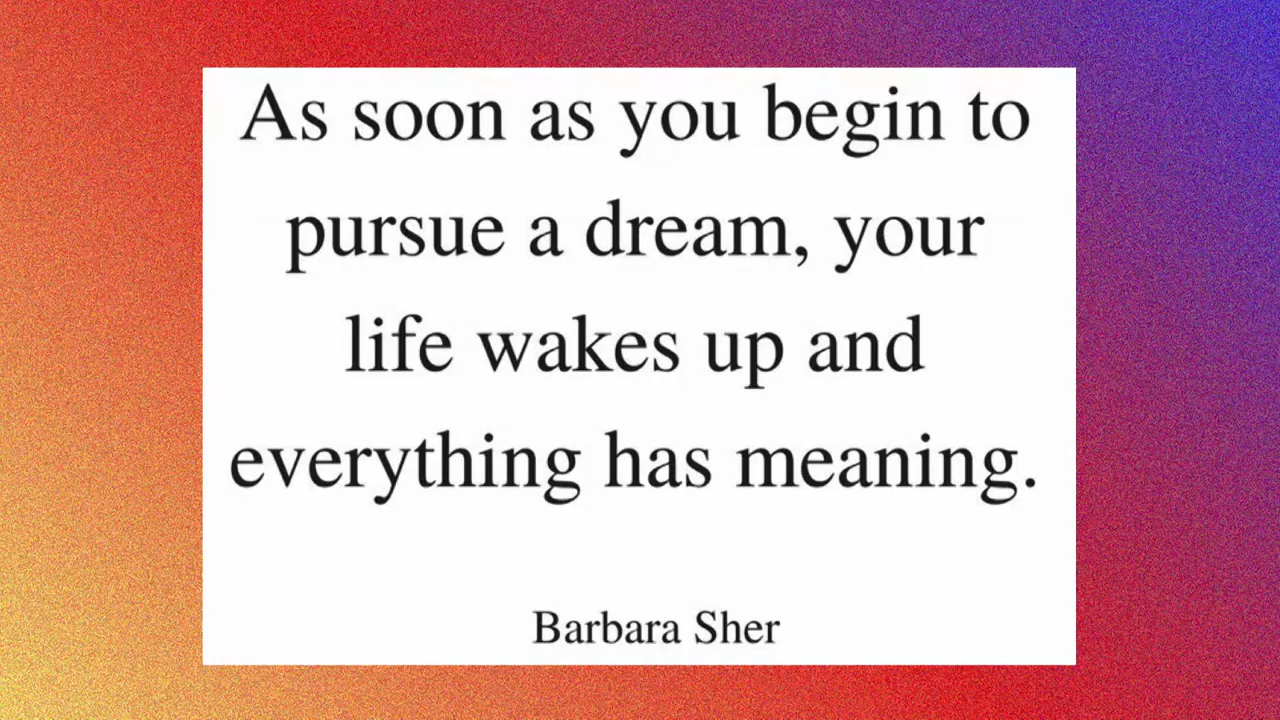 As soon as you begin to
pursue a dream, your
life wakes up and
everything has meaning.
Barbara Sher